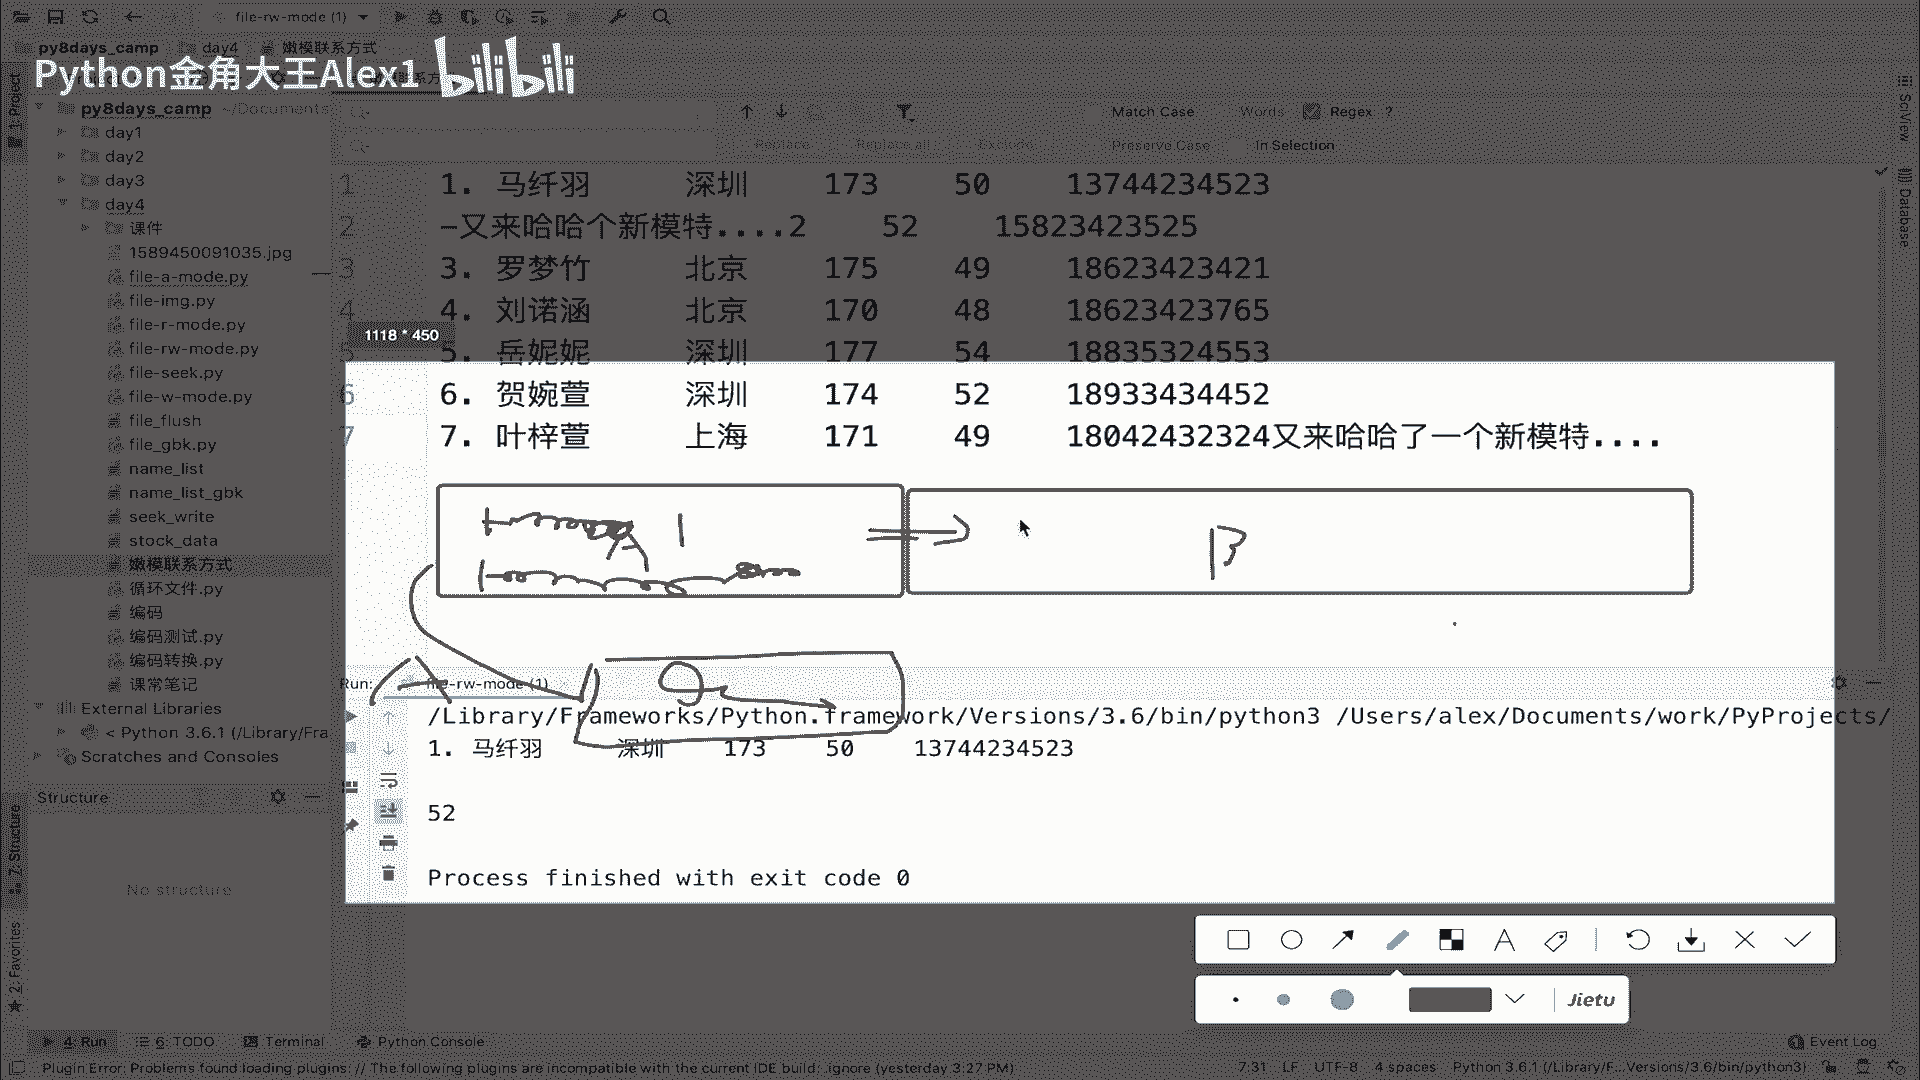 file-rw-mode (1)
py8days_camp day4 嫩模联系方式
Python金角大王Alex1 bilibili
1: Project
py8days_camp ~/Documents
day1
day2
day3
day4
课件
1589450091035.jpg
file-a-mode.py
file-img.py
file-r-mode.py
file-rw-mode.py
file-seek.py
file-w-mode.py
file_flush
file_gbk.py
name_list
name_list_gbk
seek_write
stock_data
嫩模联系方式
循环文件.py
编码
编码测试.py
编码转换.py
课常笔记
External Libraries
< Python 3.6.1 (/Library/Fra
Scratches and Consoles
Structure
No structure
7: Structure
2: Favorites
Match Case Words Regex ?
Replace Replace all Exclude Preserve Case In Selection
SciView
Database
1 1. 马纤羽 深圳 173 50 13744234523
2 —又来哈哈个新模特....2 52 15823423525
3 3. 罗梦竹 北京 175 49 18623423421
4 4. 刘诺涵 北京 170 48 18623423765
1118 * 450
5 5. 岳妮妮 深圳 177 54 18835324553
6 6. 贺婉萱 深圳 174 52 18933434452
7 7. 叶梓萱 上海 171 49 18042432324又来哈哈了一个新模特....
A B
A
Run: file-rw-mode (1)
/Library/Frameworks/Python.framework/Versions/3.6/bin/python3 /Users/alex/Documents/work/PyProjects/
1. 马纤羽 深圳 173 50 13744234523
52
Process finished with exit code 0
A
Jietu
4: Run 6: TODO Terminal Python Console Event Log
Plugin Error: Problems found loading plugins: // The following plugins are incompatible with the current IDE build: .ignore (yesterday 3:27 PM) 7:31 LF UTF-8 4 spaces Python 3.6.1 (/Library/F...Versions/3.6/bin/python3)